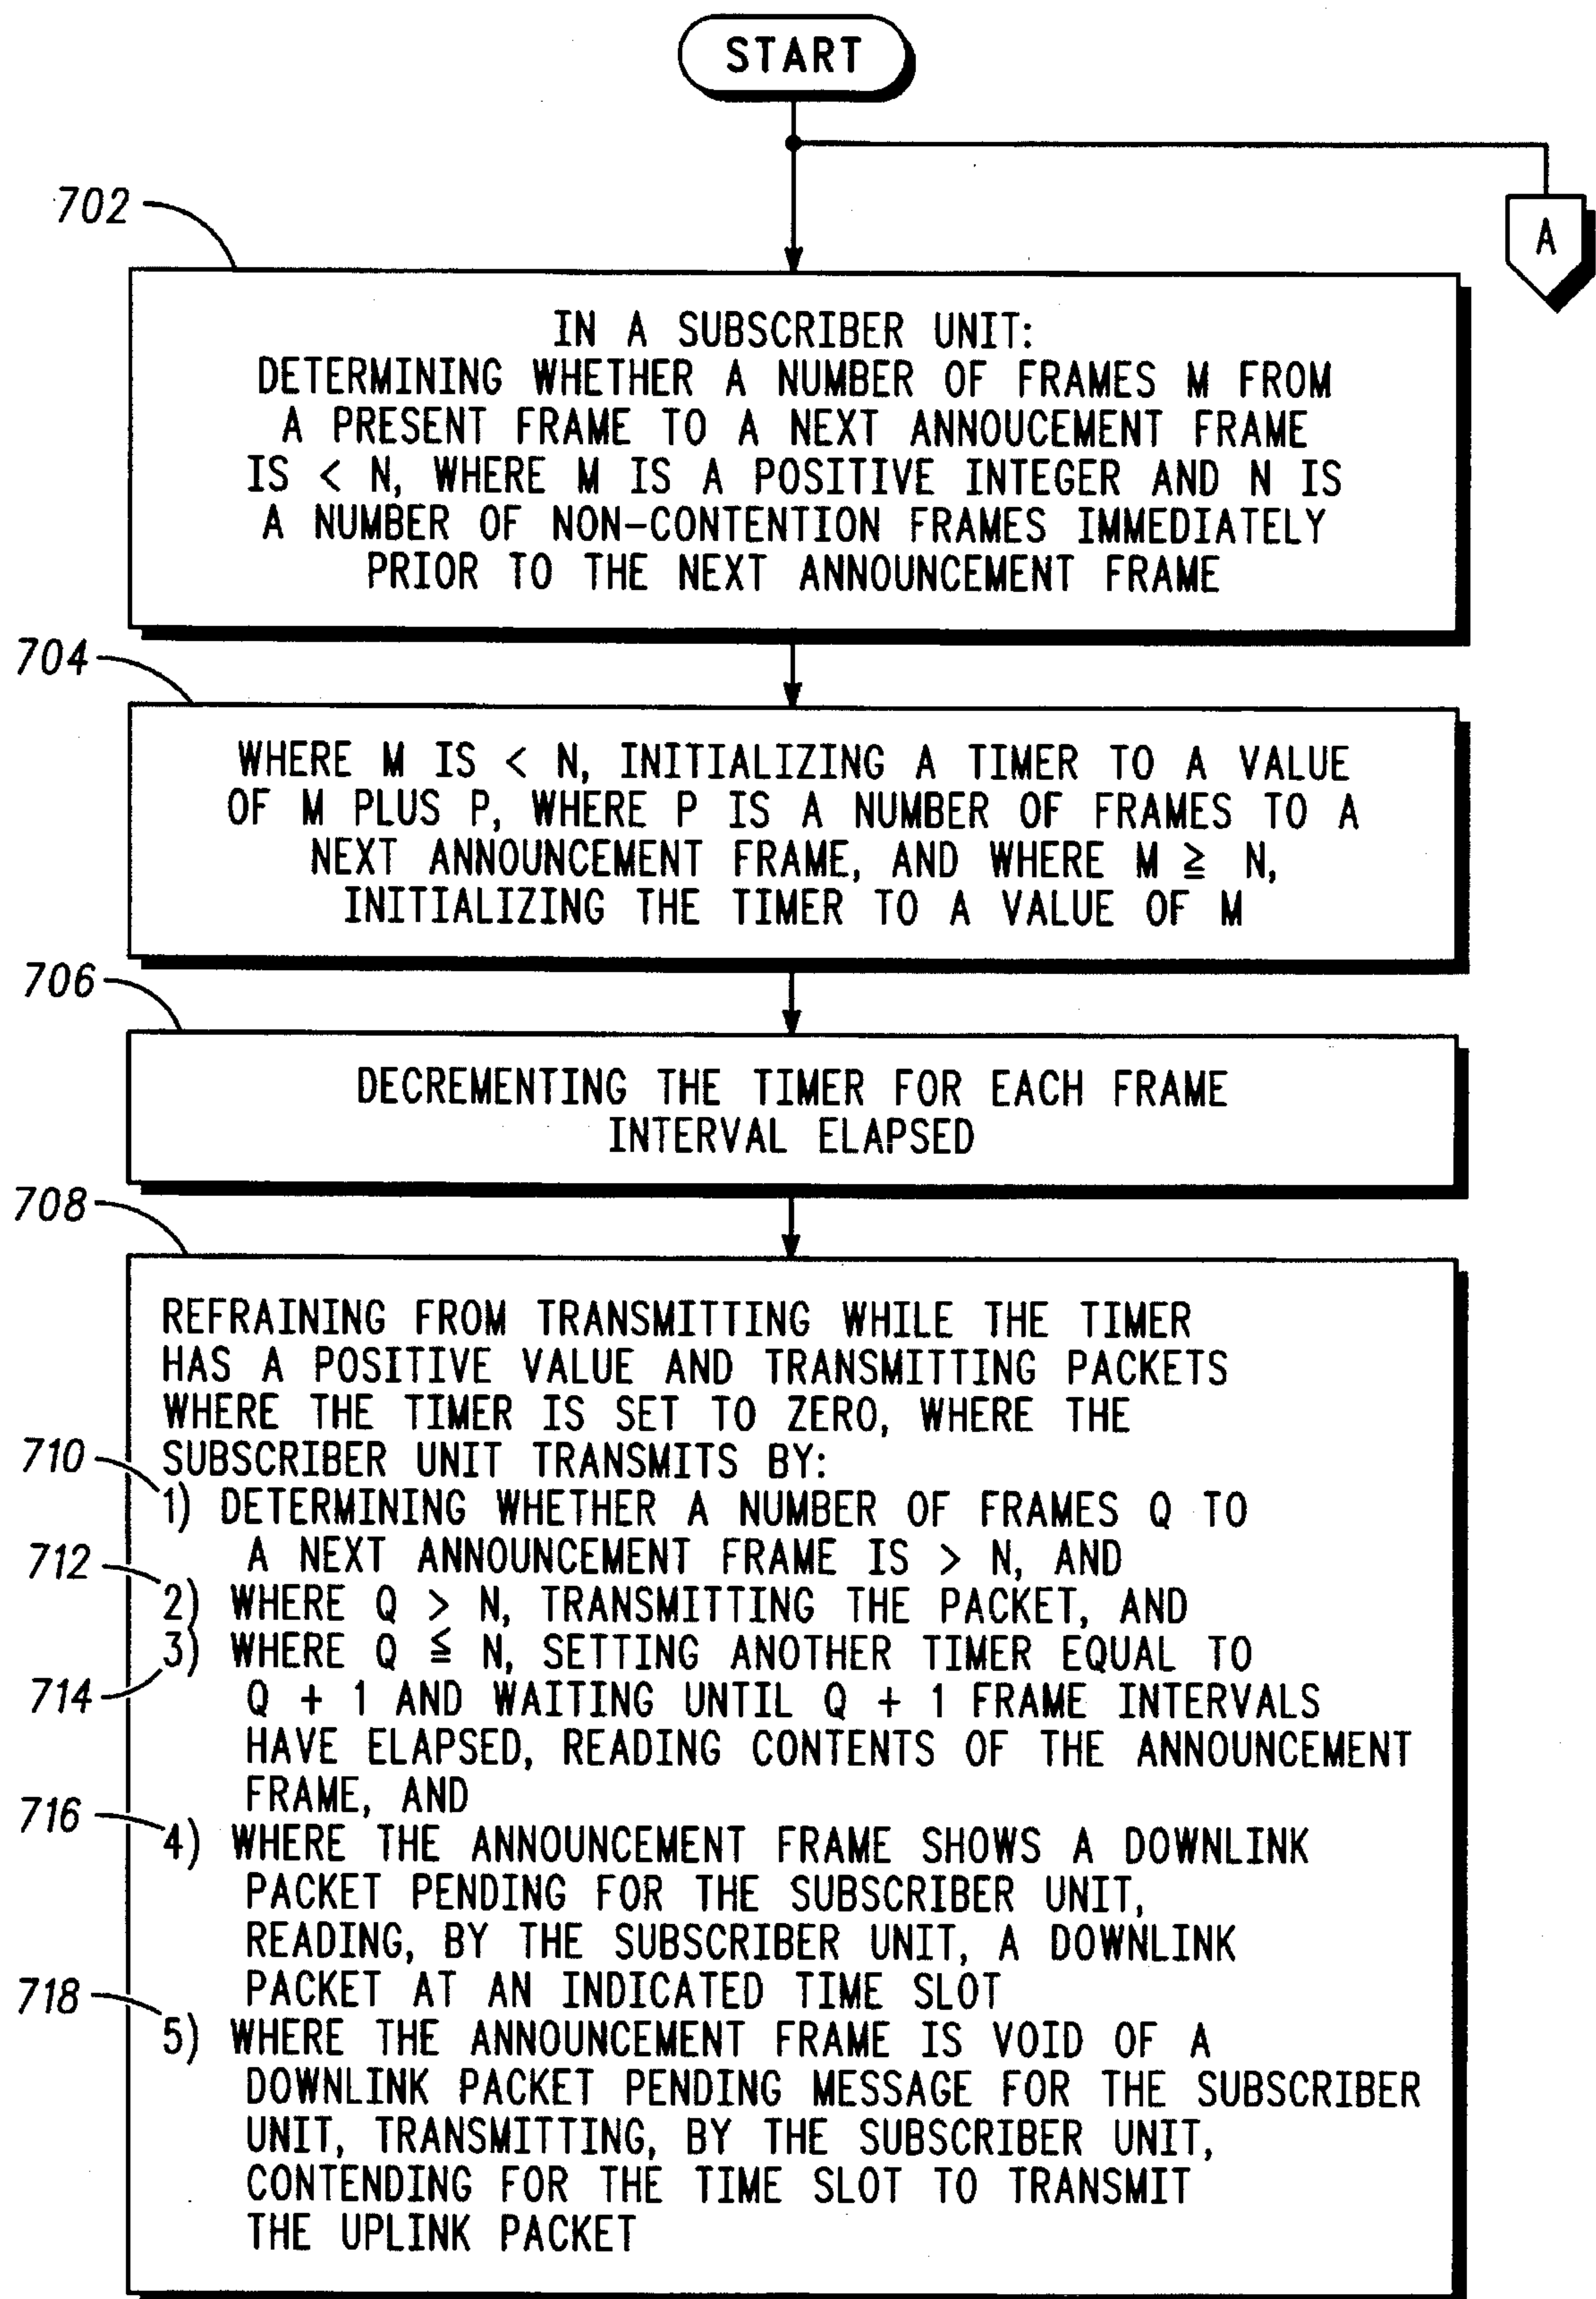 START
A
702
IN A SUBSCRIBER UNIT:
DETERMINING WHETHER A NUMBER OF FRAMES M FROM
A PRESENT FRAME TO A NEXT ANNOUCEMENT FRAME
IS < N, WHERE M IS A POSITIVE INTEGER AND N IS
A NUMBER OF NON-CONTENTION FRAMES IMMEDIATELY
PRIOR TO THE NEXT ANNOUNCEMENT FRAME
704
WHERE M IS < N, INITIALIZING A TIMER TO A VALUE
OF M PLUS P, WHERE P IS A NUMBER OF FRAMES TO A
NEXT ANNOUNCEMENT FRAME, AND WHERE M ≧ N,
INITIALIZING THE TIMER TO A VALUE OF M
706
DECREMENTING THE TIMER FOR EACH FRAME
INTERVAL ELAPSED
708
REFRAINING FROM TRANSMITTING WHILE THE TIMER
HAS A POSITIVE VALUE AND TRANSMITTING PACKETS
WHERE THE TIMER IS SET TO ZERO, WHERE THE
SUBSCRIBER UNIT TRANSMITS BY:
710
1) DETERMINING WHETHER A NUMBER OF FRAMES Q TO
A NEXT ANNOUNCEMENT FRAME IS > N, AND
712
2) WHERE Q > N, TRANSMITTING THE PACKET, AND
714
3) WHERE Q ≦ N, SETTING ANOTHER TIMER EQUAL TO
Q + 1 AND WAITING UNTIL Q + 1 FRAME INTERVALS
HAVE ELAPSED, READING CONTENTS OF THE ANNOUNCEMENT
FRAME, AND
716
4) WHERE THE ANNOUNCEMENT FRAME SHOWS A DOWNLINK
PACKET PENDING FOR THE SUBSCRIBER UNIT,
READING, BY THE SUBSCRIBER UNIT, A DOWNLINK
PACKET AT AN INDICATED TIME SLOT
718
5) WHERE THE ANNOUNCEMENT FRAME IS VOID OF A
DOWNLINK PACKET PENDING MESSAGE FOR THE SUBSCRIBER
UNIT, TRANSMITTING, BY THE SUBSCRIBER UNIT,
CONTENDING FOR THE TIME SLOT TO TRANSMIT
THE UPLINK PACKET